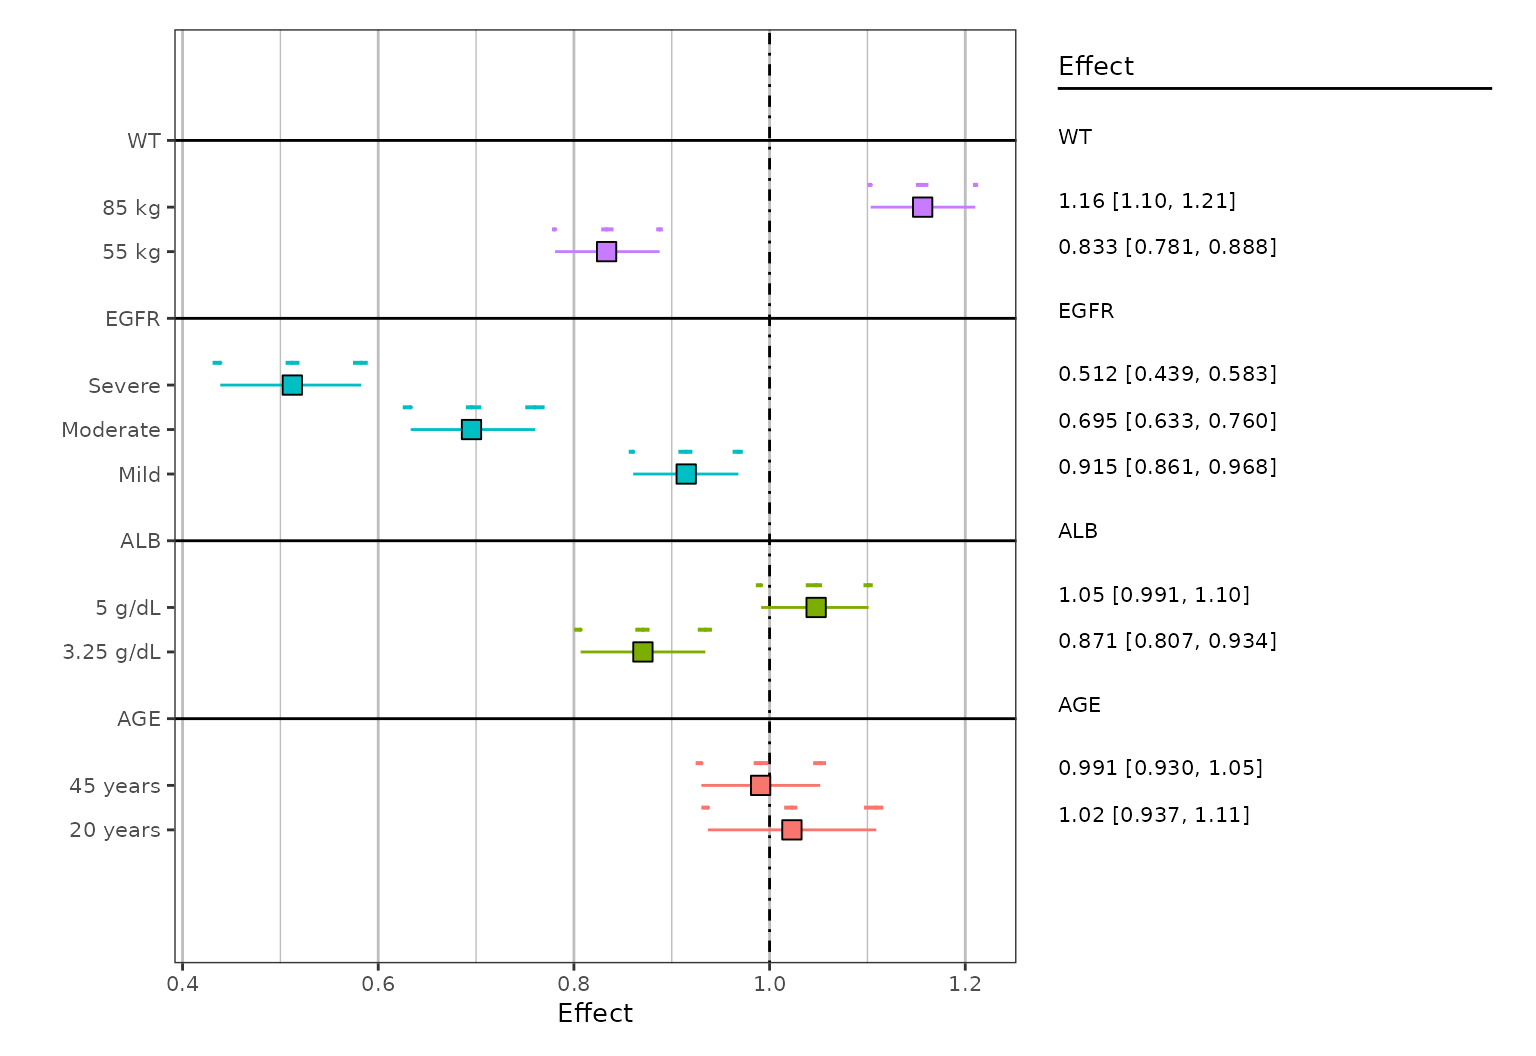 Effect
WT
WT
85 kg
1.16 [1.10, 1.21]
55 kg
0.833 [0.781, 0.888]
EGFR
EGFR
Severe
0.512 [0.439, 0.583]
Moderate
0.695 [0.633, 0.760]
Mild
0.915 [0.861, 0.968]
ALB
ALB
5 g/dL
1.05 [0.991, 1.10]
3.25 g/dL
0.871 [0.807, 0.934]
AGE
AGE
45 years
0.991 [0.930, 1.05]
20 years
1.02 [0.937, 1.11]
0.4 0.6 0.8 1.0 1.2
Effect